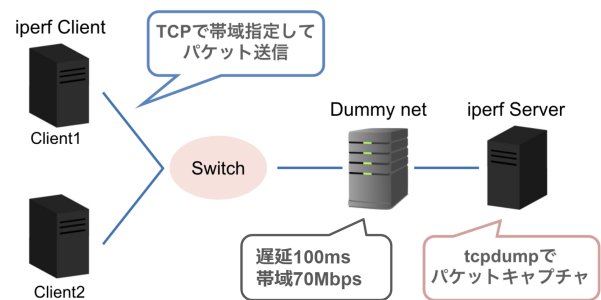 iperf Client
TCPで帯域指定して
パケット送信
Client1
Dummy net
iperf Server
Switch
遅延100ms
帯域70Mbps
tcpdumpで
パケットキャプチャ
Client2